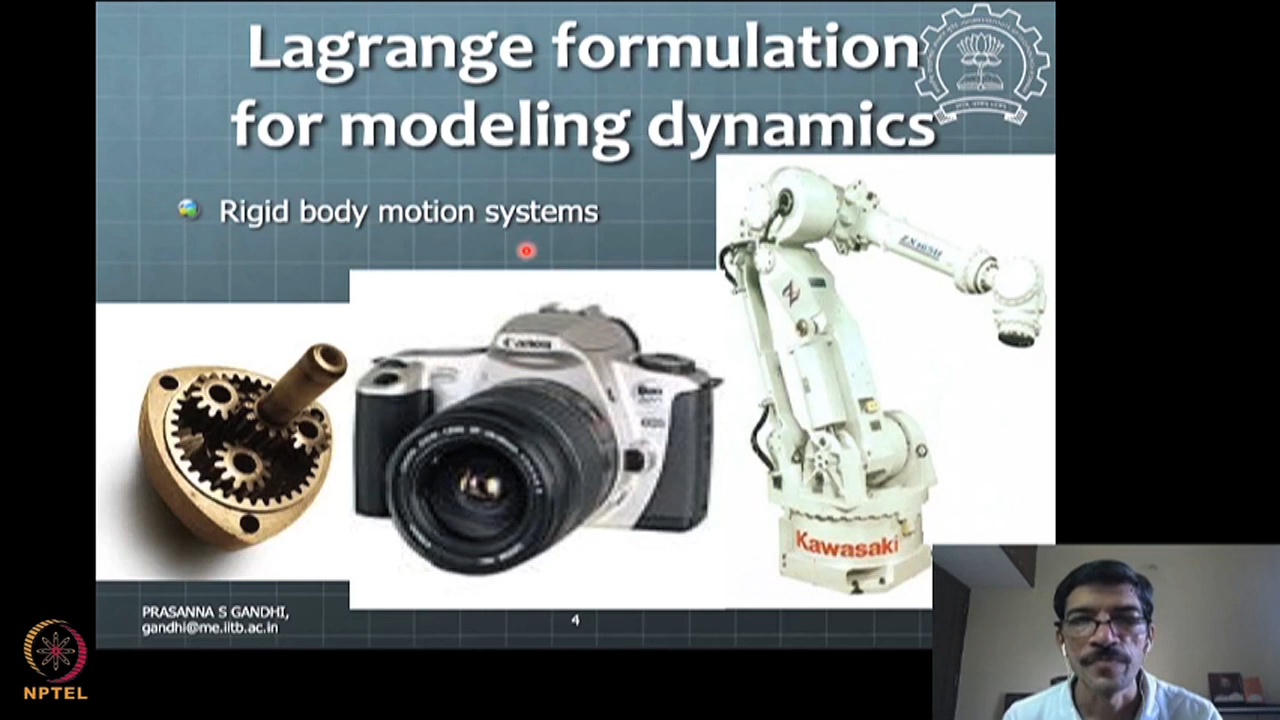 Lagrange formulation
for modeling dynamics
Rigid body motion systems
Canon
ZX165U
Kawasaki
PRASANNA S GANDHI,
gandhi@me.iitb.ac.in
4
NPTEL